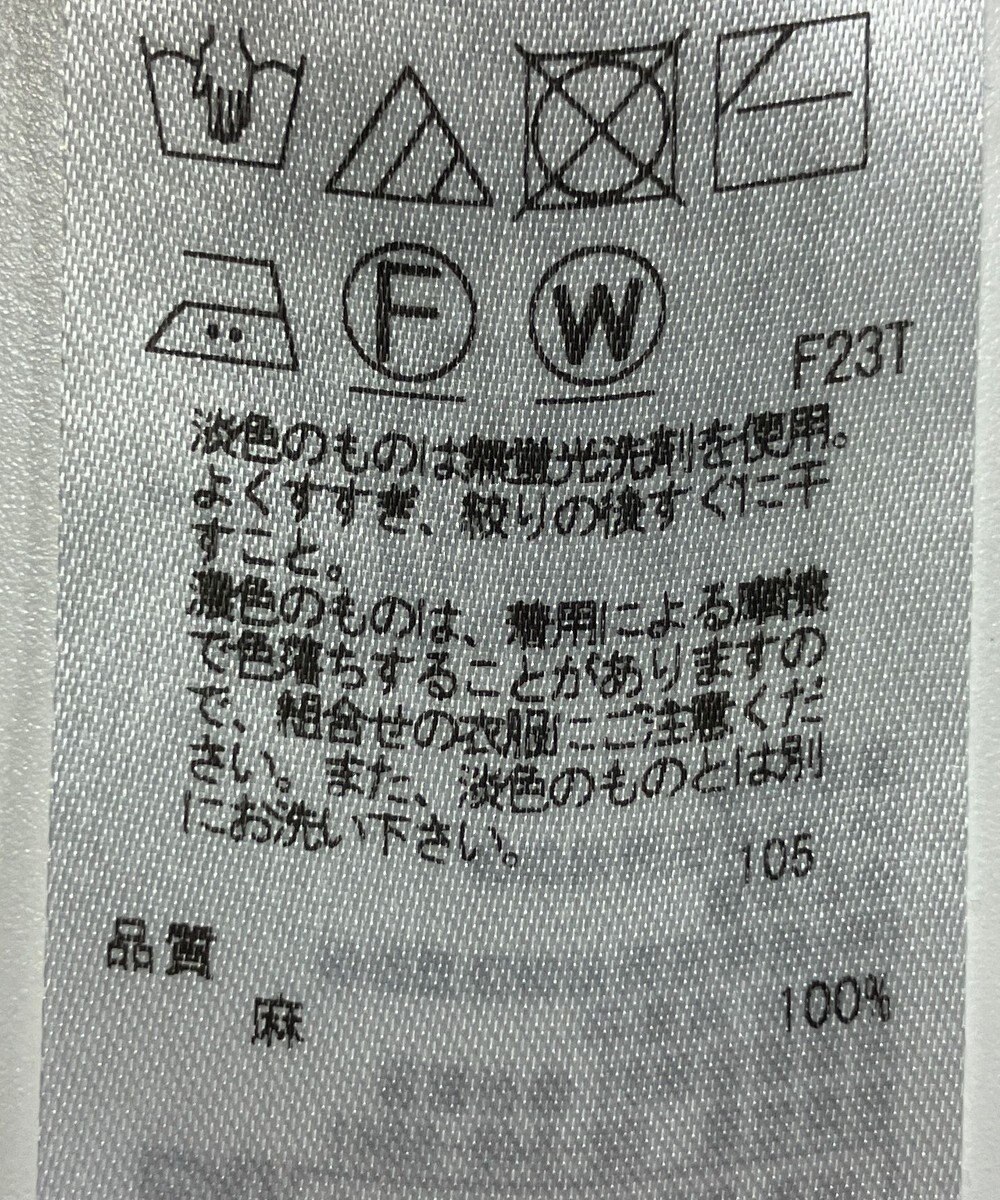 F
W
F23T
淡色のものは無蛍光洗剤を使用。
よくすすぎ、絞りの後すぐに干
すこと。
濃色のものは、着用による摩擦
で色落ちすることがありますの
で、組合せの衣服にご注意くだ
さい。また、淡色のものとは別
にお洗い下さい。
105
品質
麻 100%